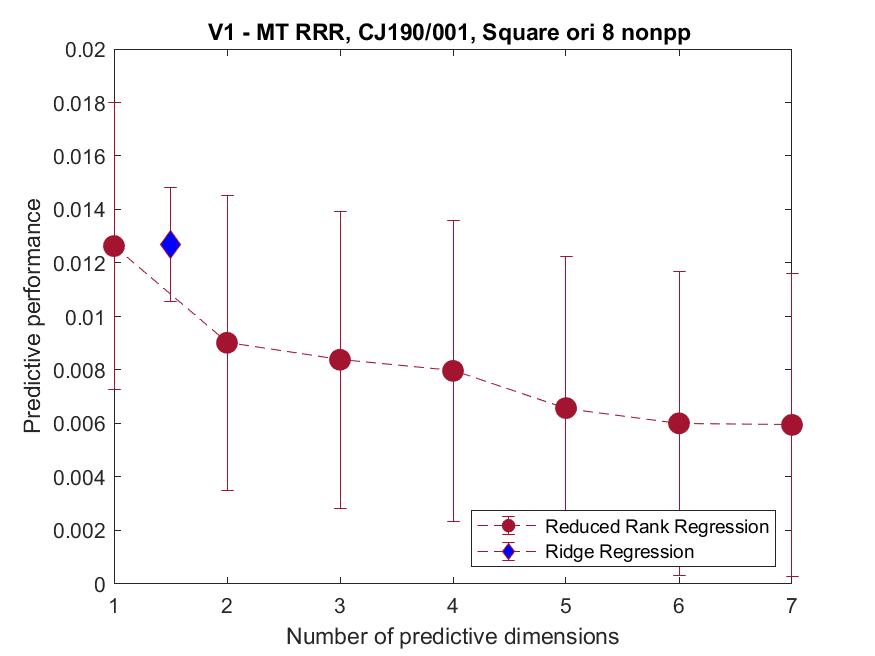 V1 - MT RRR, CJ190/001, Square ori 8 nonpp
0.02
0.018
0.016
0.014
0.012
0.01
0.008
0.006
0.004
0.002
0
Predictive performance
Reduced Rank Regression
Ridge Regression
1 2 3 4 5 6 7
Number of predictive dimensions